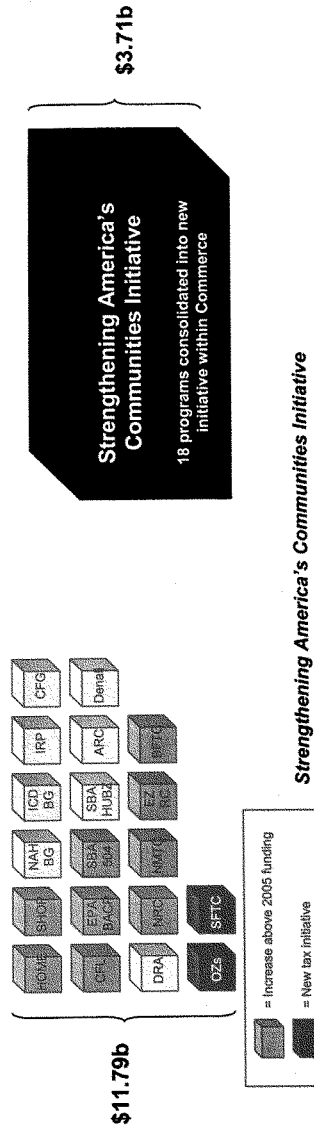 $11.79b
HOME
SHOP
NAH
BG
ICD
BG
IRP
CFG
CFL
EPA
BACF
SBA
504
SBA
HUBZ
ARC
Denali
DRA
NRC
NMTC
EZ
RC
OZs
SFTC
Strengthening America's
Communities Initiative
18 programs consolidated into new
initiative within Commerce
$3.71b
= Increase above 2005 funding
= New tax initiative
Strengthening America's Communities Initiative